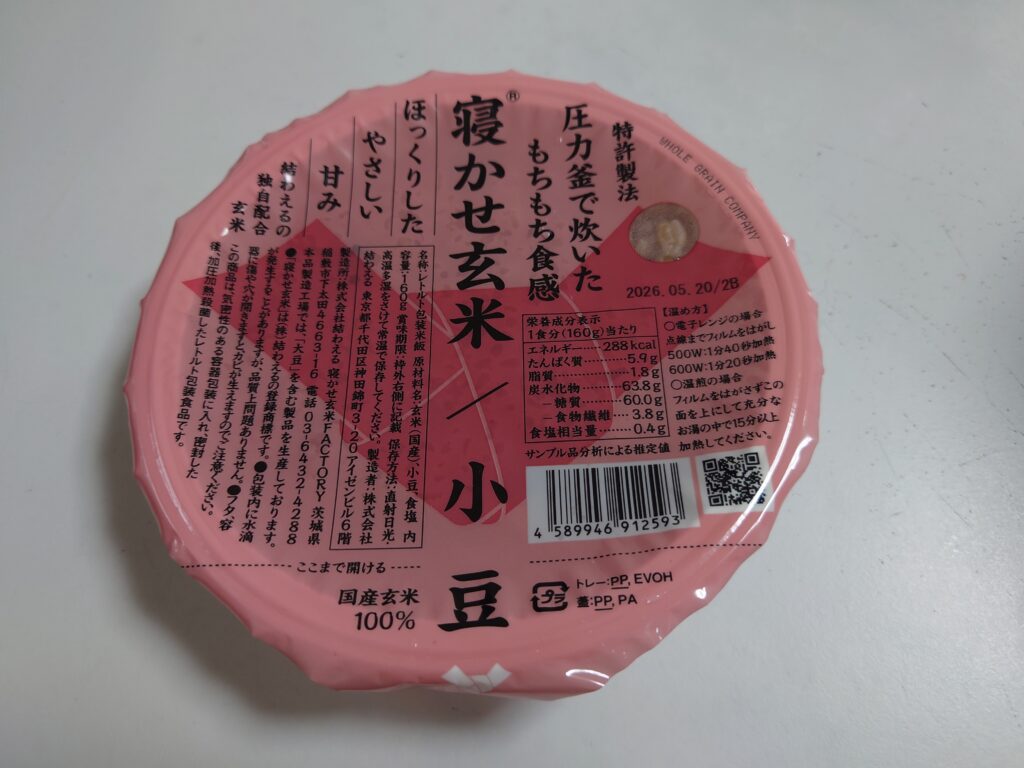 特許製法
圧力釜で炊いた
もちもち食感
寝かせ玄米®/小豆
ほっくりした
やさしい
甘み
結わえるの
独自配合
玄米
WHOLE GRAIN COMPANY
2026.05.20/2B
【温め方】
○電子レンジの場合
点線までフィルムをはがし
500W:1分40秒加熱
600W:1分20秒加熱
○湯煎の場合
フィルムをはがさずこの
面を上にして充分な
お湯の中で15分以上
加熱してください。
栄養成分表示
1食分(160g)当たり
エネルギー……288kcal
たんぱく質……5.9g
脂質……1.8g
炭水化物……63.8g
―糖質……60.0g
―食物繊維……3.8g
食塩相当量……0.4g
サンプル品分析による推定値
名称:レトルト包装米飯 原材料名:玄米(国産)、小豆、食塩 内
容量:160g 賞味期限:枠外右側に記載 保存方法:直射日光・
高温多湿をさけて常温で保存してください。製造者:株式会社
結わえる 東京都千代田区神田錦町3-20アイゼンビル6階
製造所:株式会社結わえる 寝かせ玄米FACTORY 茨城県
稲敷市下太田4693-16 電話 03-6432-4288
本品製造工場では、「大豆」を含む製品を生産しております。
●「寝かせ玄米」は(株)結わえるの登録商標です。●包装内に水滴
が発生することがありますが、品質上問題ありません。●フタ、容
器に傷や穴が開きますとカビが生えますのでご注意ください。
この商品は、気密性のある容器包装に入れ、密封した
後、加圧加熱殺菌したレトルト包装食品です。
4 589946 912593
ここまで開ける
国産玄米
100%
プラ
トレー:PP, EVOH
蓋:PP, PA